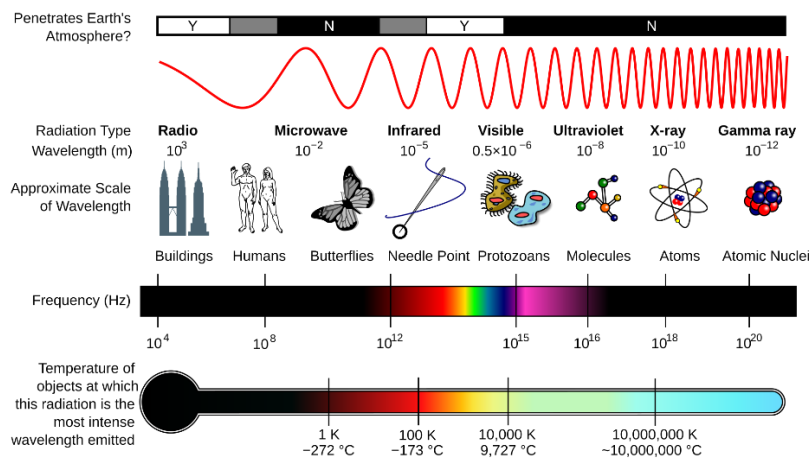 Penetrates Earth's
Atmosphere?
Y N Y N
Radiation Type
Radio Microwave Infrared Visible Ultraviolet X-ray Gamma ray
Wavelength (m)
10³ 10⁻² 10⁻⁵ 0.5×10⁻⁶ 10⁻⁸ 10⁻¹⁰ 10⁻¹²
Approximate Scale
of Wavelength
Buildings Humans Butterflies Needle Point Protozoans Molecules Atoms Atomic Nuclei
Frequency (Hz)
10⁴ 10⁸ 10¹² 10¹⁵ 10¹⁶ 10¹⁸ 10²⁰
Temperature of
objects at which
this radiation is the
most intense
wavelength emitted
1 K 100 K 10,000 K 10,000,000 K
−272 °C −173 °C 9,727 °C ~10,000,000 °C